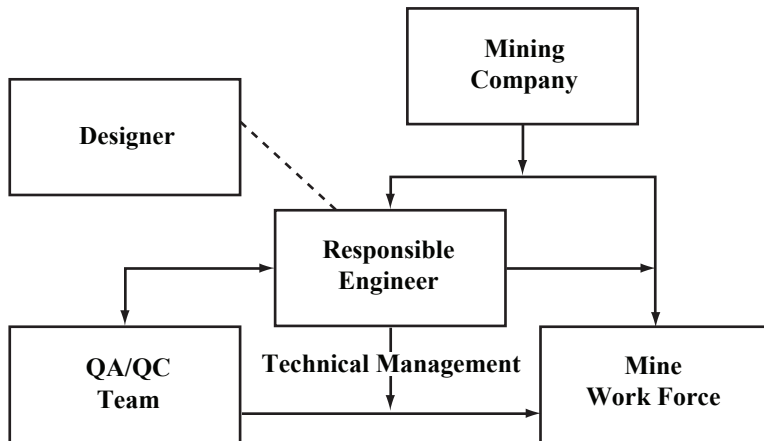 Mining
Company
Designer
Responsible
Engineer
QA/QC
Team
Technical Management
Mine
Work Force